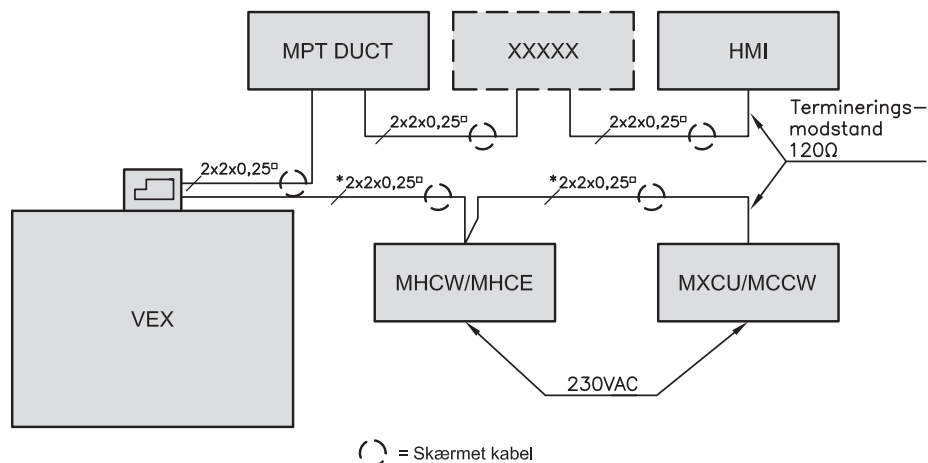 MPT DUCT
XXXXX
HMI
2x2x0,25¤
2x2x0,25¤
Terminerings-
modstand
120Ω
2x2x0,25¤
*2x2x0,25¤
*2x2x0,25¤
VEX
MHCW/MHCE
MXCU/MCCW
230VAC
= Skærmet kabel